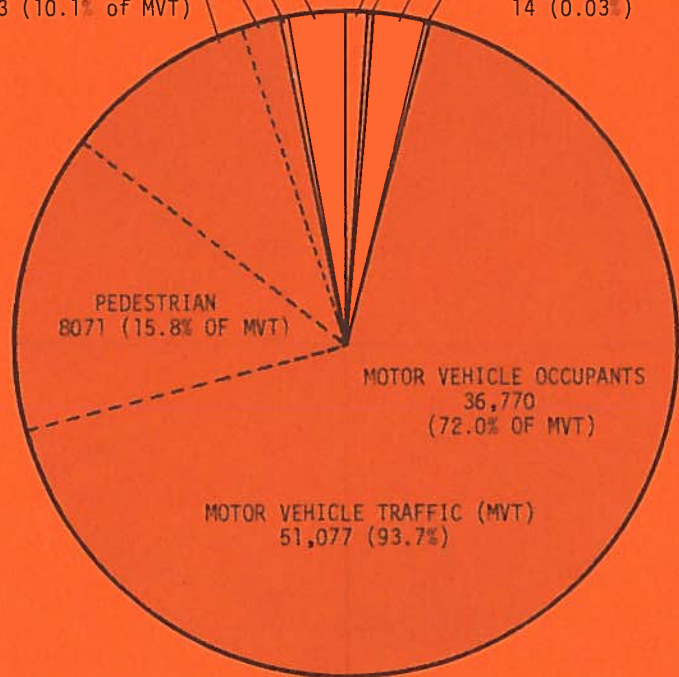 3 (10.1% of MVT)
14 (0.03%)
PEDESTRIAN
8071 (15.8% OF MVT)
MOTOR VEHICLE OCCUPANTS
36,770
(72.0% OF MVT)
MOTOR VEHICLE TRAFFIC (MVT)
51,077 (93.7%)